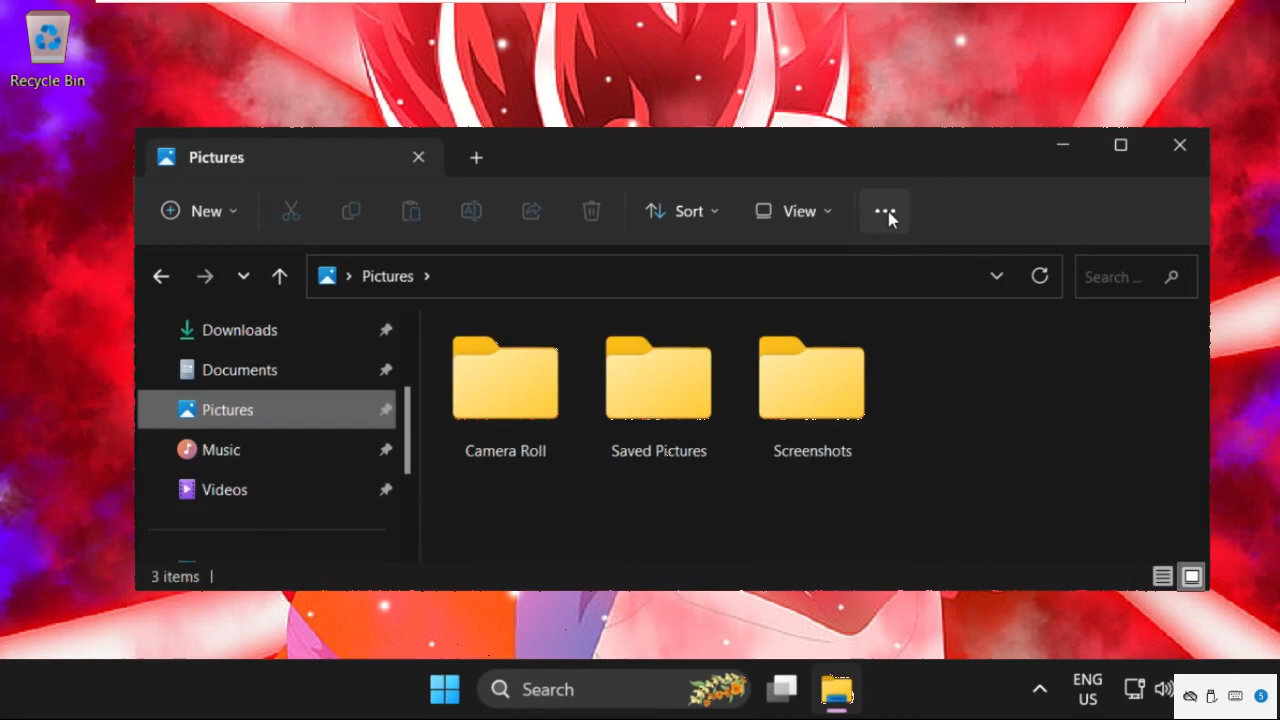 Recycle Bin
Pictures
New
Sort
View
Pictures
Search ...
Downloads
Documents
Pictures
Music
Videos
Camera Roll
Saved Pictures
Screenshots
3 items
Search
ENG
US
5